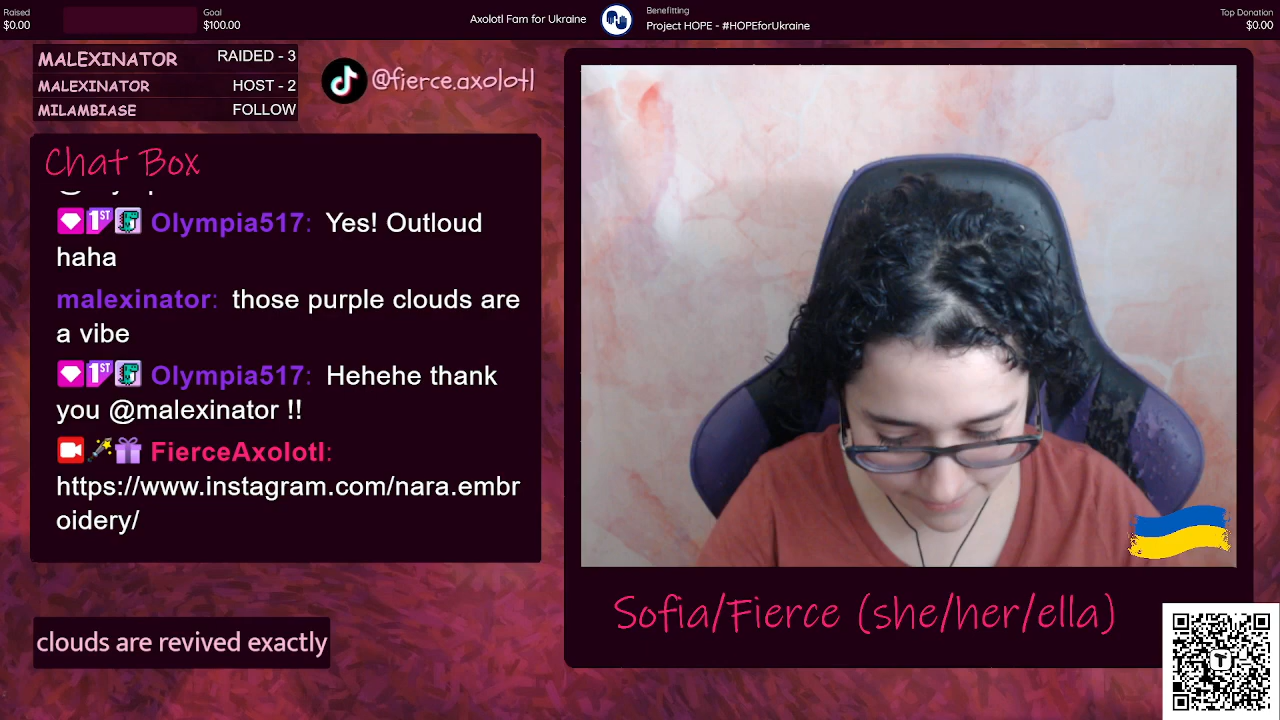 Raised
$0.00
Goal
$100.00
Axolotl Fam for Ukraine
Benefitting
Project HOPE - #HOPEforUkraine
Top Donation
$0.00
MALEXINATOR RAIDED - 3
MALEXINATOR HOST - 2
MILAMBIASE FOLLOW
@fierce.axolotl
Chat Box
1ST Olympia517: Yes! Outloud
haha
malexinator: those purple clouds are
a vibe
1ST Olympia517: Hehehe thank
you @malexinator !!
FierceAxolotl:
https://www.instagram.com/nara.embr
oidery/
clouds are revived exactly
Sofia/Fierce (she/her/ella)
T